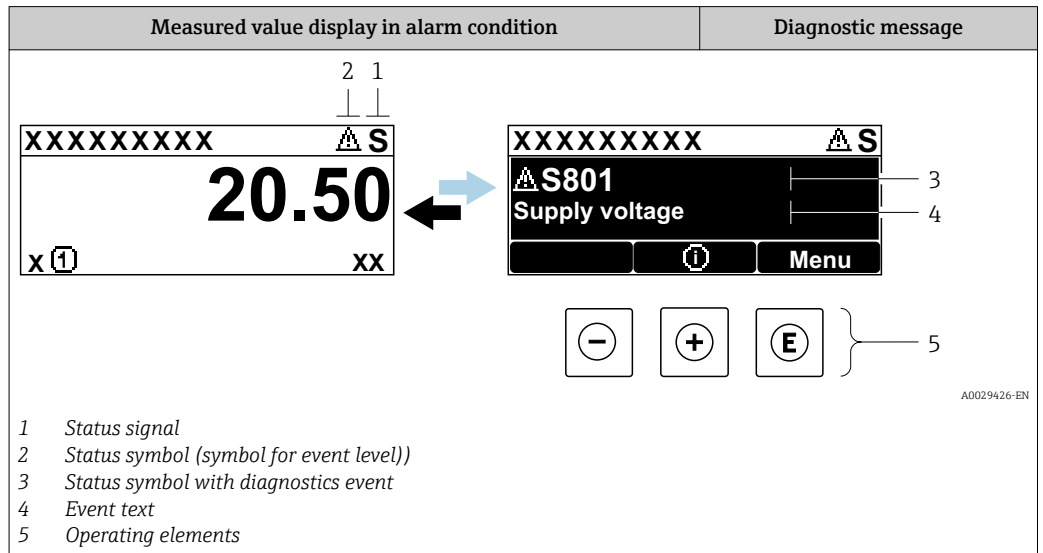 Measured value display in alarm condition
Diagnostic message
2 1
XXXXXXXXX S
20.50
X 1 XX
XXXXXXXXX S
S801
Supply voltage
i Menu
3
4
- + E
5
A0029426-EN
1 Status signal
2 Status symbol (symbol for event level))
3 Status symbol with diagnostics event
4 Event text
5 Operating elements